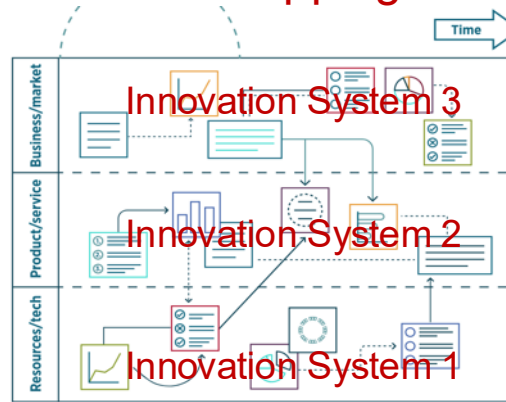 Time
Business/market
Innovation System 3
Product/service
Innovation System 2
Resources/tech
Innovation System 1